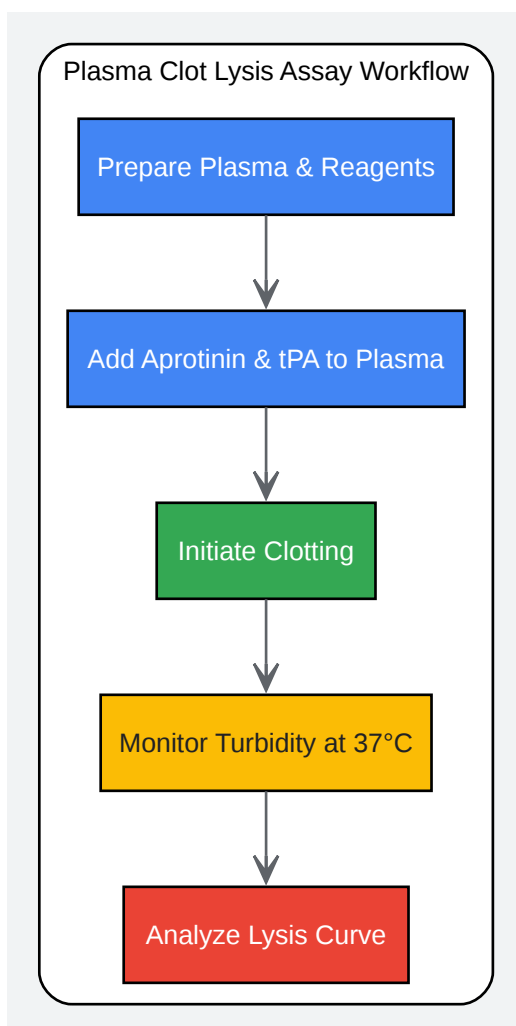 Plasma Clot Lysis Assay Workflow
Prepare Plasma & Reagents
Add Aprotinin & tPA to Plasma
Initiate Clotting
Monitor Turbidity at 37°C
Analyze Lysis Curve